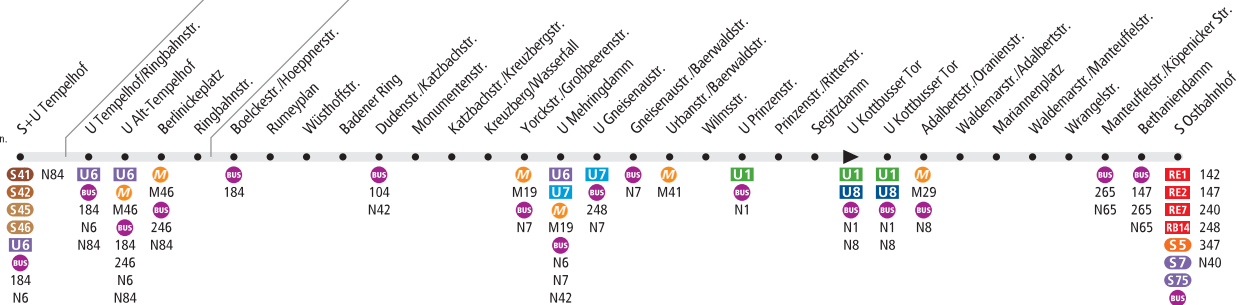 n.
S+U Tempelhof
U Tempelhof/Ringbahnstr.
U Alt-Tempelhof
Berlinickeplatz
Ringbahnstr.
Boelckestr./Hoeppnerstr.
Rumeyplan
Wüsthoffstr.
Badener Ring
Dudenstr./Katzbachstr.
Monumentenstr.
Katzbachstr./Kreuzbergstr.
Kreuzberg/Wasserfall
Yorckstr./Großbeerenstr.
U Mehringdamm
U Gneisenaustr.
Gneisenaustr./Baerwaldstr.
Urbanstr./Baerwaldstr.
Wilmsstr.
U Prinzenstr.
Prinzenstr./Ritterstr.
Segitzdamm
U Kottbusser Tor
U Kottbusser Tor
Adalbertstr./Oranienstr.
Waldemarstr./Adalbertstr.
Mariannenplatz
Waldemarstr./Manteuffelstr.
Wrangelstr.
Manteuffelstr./Köpenicker Str.
Bethaniendamm
S Ostbahnhof
S41 N84
S42
S45
S46
U6
BUS
184
N6
U6
BUS
184
N6
N84
U6
M
M46
BUS
184
246
N6
N84
M
M46
BUS
246
N84
BUS
184
BUS
104
N42
M
M19
BUS
N7
U6
U7
M
M19
BUS
N6
N7
N42
U7
BUS
248
N7
BUS
N7
M
M41
U1
BUS
N1
U1
U8
BUS
N1
N8
U1
U8
BUS
N1
N8
M
M29
BUS
N8
BUS
265
N65
BUS
147
265
N65
RE1 142
RE2 147
RE7 240
RB14 248
S5 347
S7 N40
S75
BUS